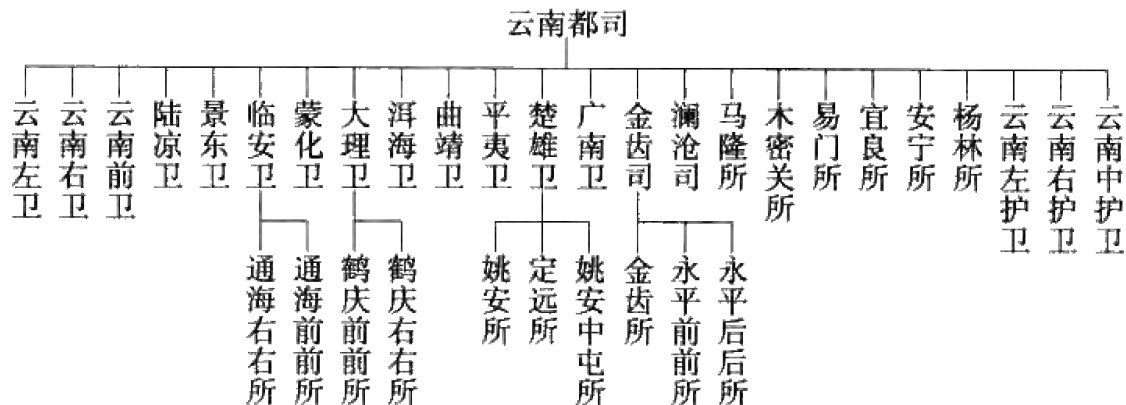 云南都司
云南左卫
云南右卫
云南前卫
陆凉卫
景东卫
临安卫
蒙化卫
大理卫
洱海卫
曲靖卫
平夷卫
楚雄卫
广南卫
金齿司
澜沧司
马隆所
木密关所
易门所
宜良所
安宁所
杨林所
云南左护卫
云南右护卫
云南中护卫
通海右右所
通海前前所
鹤庆前前所
鹤庆右右所
姚安所
定远所
姚安中屯所
金齿所
永平前前所
永平后后所